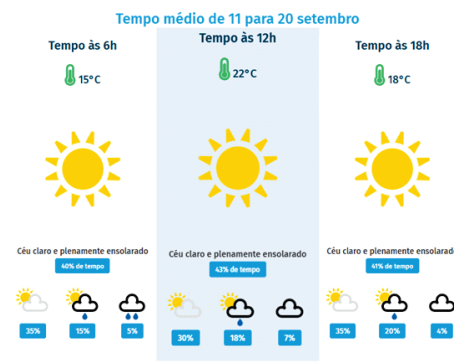 Tempo médio de 11 para 20 setembro
Tempo às 6h
15°C
Céu claro e plenamente ensolarado
40% de tempo
35% 15% 5%
Tempo às 12h
22°C
Céu claro e plenamente ensolarado
43% de tempo
30% 18% 7%
Tempo às 18h
18°C
Céu claro e plenamente ensolarad
41% de tempo
35% 20% 4%